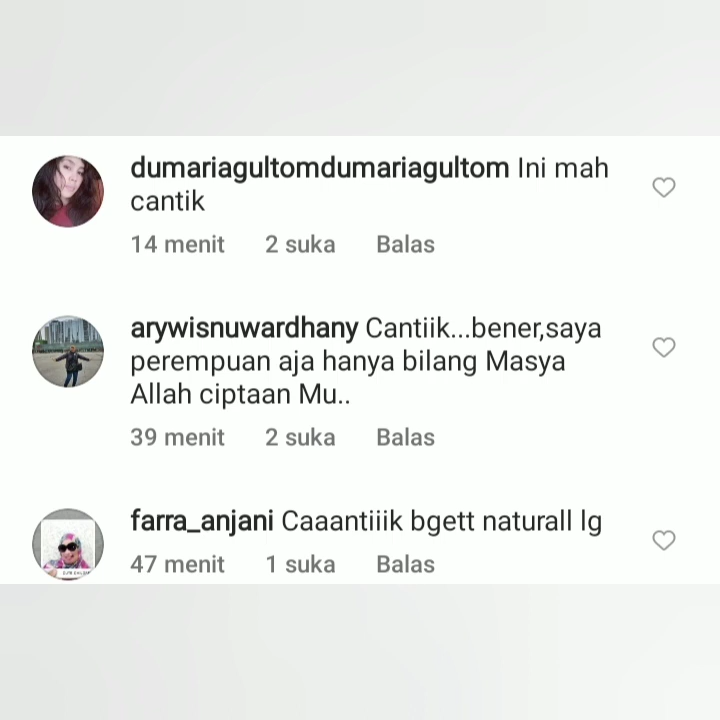 dumariagultomdumariagultom Ini mah
cantik
14 menit 2 suka Balas
arywisnuwardhany Cantiik...bener,saya
perempuan aja hanya bilang Masya
Allah ciptaan Mu..
39 menit 2 suka Balas
farra_anjani Caaantiiik bgett naturall lg
47 menit 1 suka Balas